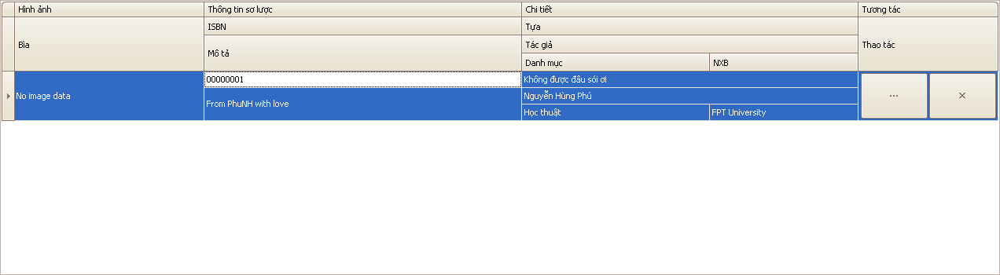 Hình ảnh
Thông tin sơ lược
Chi tiết
Tương tác
Bìa
ISBN
Mô tả
Tựa
Tác giả
Danh mục
NXB
Thao tác
No image data
00000001
From PhuNH with love
Không được đâu sói ơi
Nguyễn Hùng Phú
Học thuật
FPT University
...
×